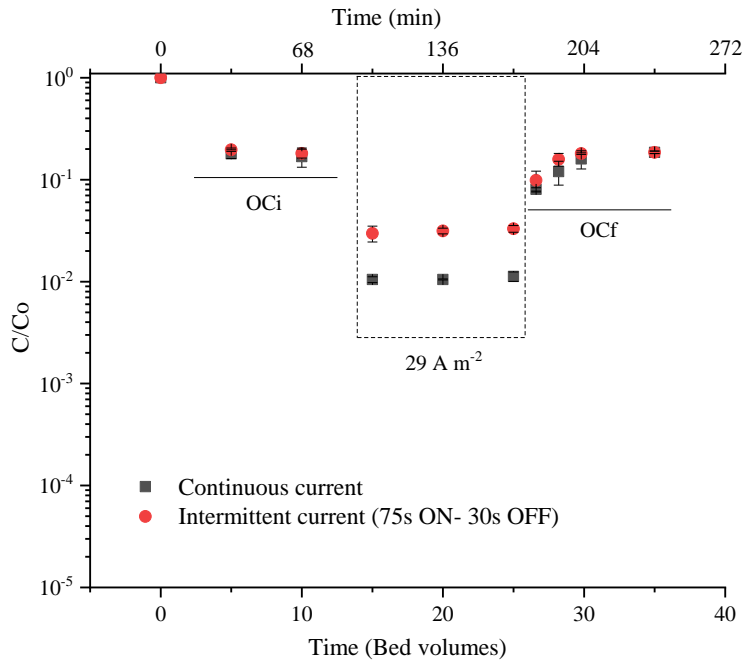 Time (min)
0 68 136 204 272
10⁰
10⁻¹
10⁻²
10⁻³
10⁻⁴
10⁻⁵
C/Co
OCi
OCf
29 A m⁻²
Continuous current
Intermittent current (75s ON- 30s OFF)
0 10 20 30 40
Time (Bed volumes)